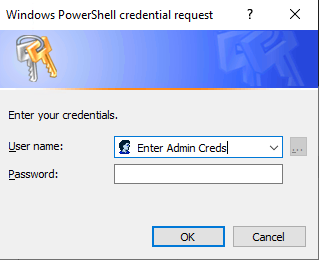 Windows PowerShell credential request
Enter your credentials.
User name: Enter Admin Creds
...
Password:
OK Cancel